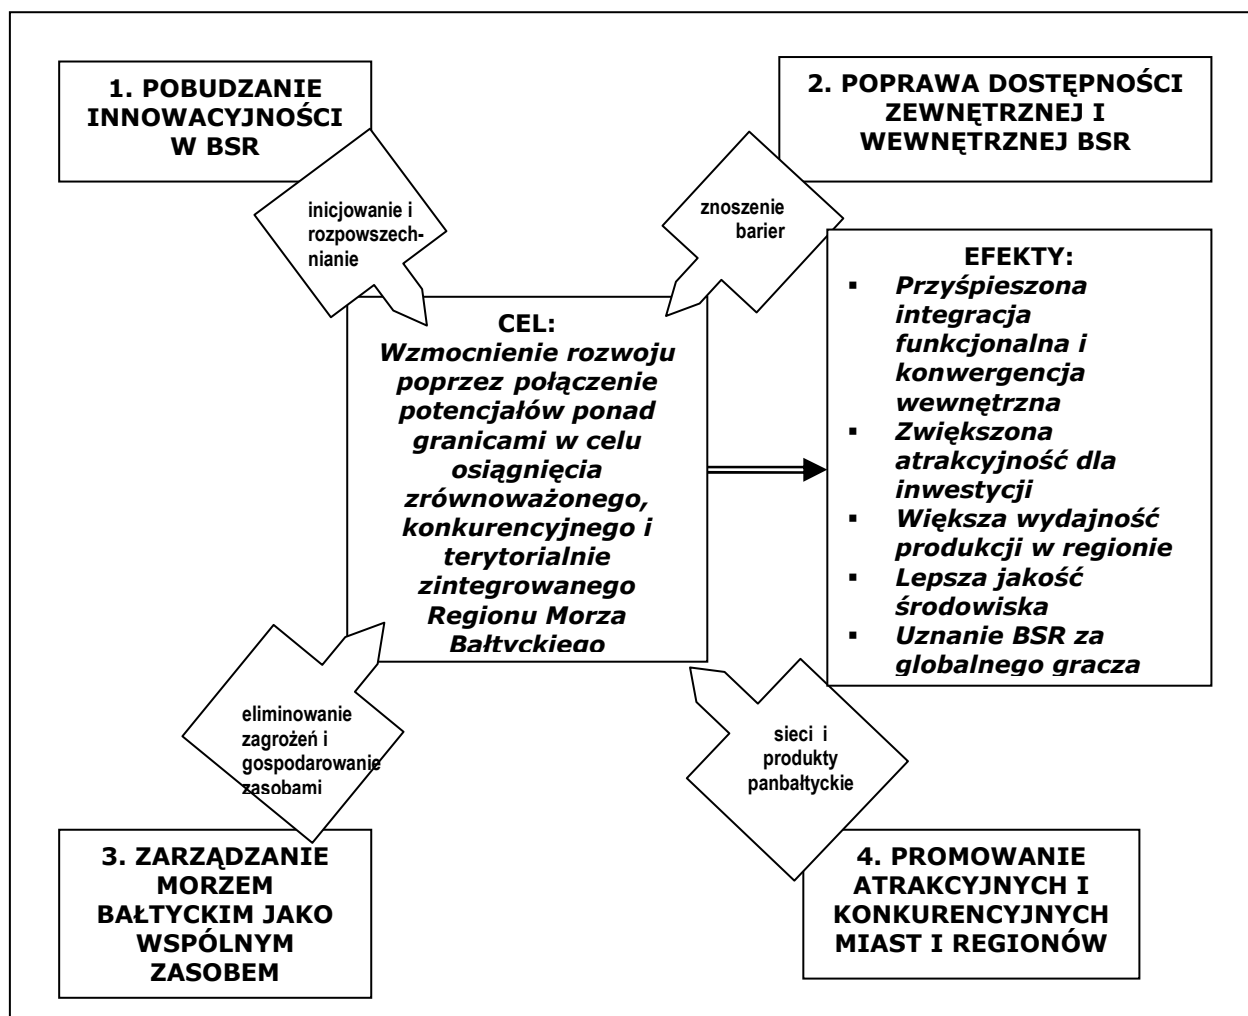 1. POBUDZANIE
INNOWACYJNOŚCI
W BSR
2. POPRAWA DOSTĘPNOŚCI
ZEWNĘTRZNEJ I
WEWNĘTRZNEJ BSR
inicjowanie i
rozpowszech-
nianie
znoszenie
barier
CEL:
Wzmocnienie rozwoju
poprzez połączenie
potencjałów ponad
granicami w celu
osiągnięcia
zrównoważonego,
konkurencyjnego i
terytorialnie
zintegrowanego
Regionu Morza
Bałtyckiego
EFEKTY:
▪ Przyśpieszona
integracja
funkcjonalna i
konwergencja
wewnętrzna
▪ Zwiększona
atrakcyjność dla
inwestycji
▪ Większa wydajność
produkcji w regionie
▪ Lepsza jakość
środowiska
▪ Uznanie BSR za
globalnego gracza
eliminowanie
zagrożeń i
gospodarowanie
zasobami
sieci i
produkty
panbałtyckie
3. ZARZĄDZANIE
MORZEM
BAŁTYCKIM JAKO
WSPÓLNYM
ZASOBEM
4. PROMOWANIE
ATRAKCYJNYCH I
KONKURENCYJNYCH
MIAST I REGIONÓW